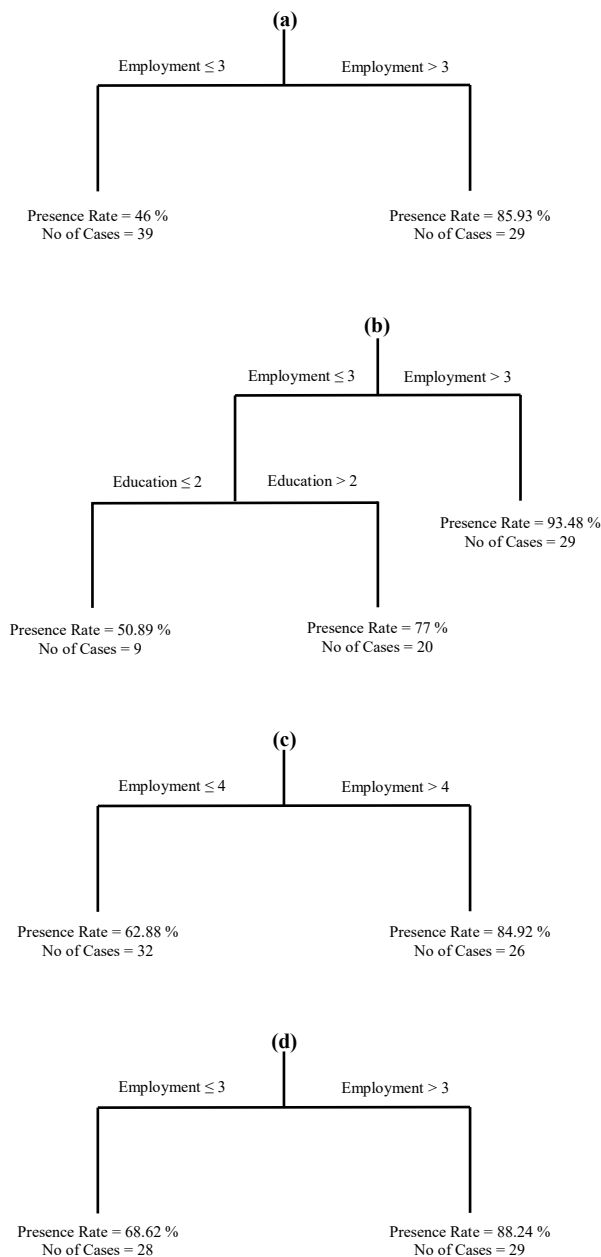 (a)
Employment ≤ 3
Employment > 3
Presence Rate = 46 %
No of Cases = 39
Presence Rate = 85.93 %
No of Cases = 29
(b)
Employment ≤ 3
Employment > 3
Education ≤ 2
Education > 2
Presence Rate = 93.48 %
No of Cases = 29
Presence Rate = 50.89 %
No of Cases = 9
Presence Rate = 77 %
No of Cases = 20
(c)
Employment ≤ 4
Employment > 4
Presence Rate = 62.88 %
No of Cases = 32
Presence Rate = 84.92 %
No of Cases = 26
(d)
Employment ≤ 3
Employment > 3
Presence Rate = 68.62 %
No of Cases = 28
Presence Rate = 88.24 %
No of Cases = 29